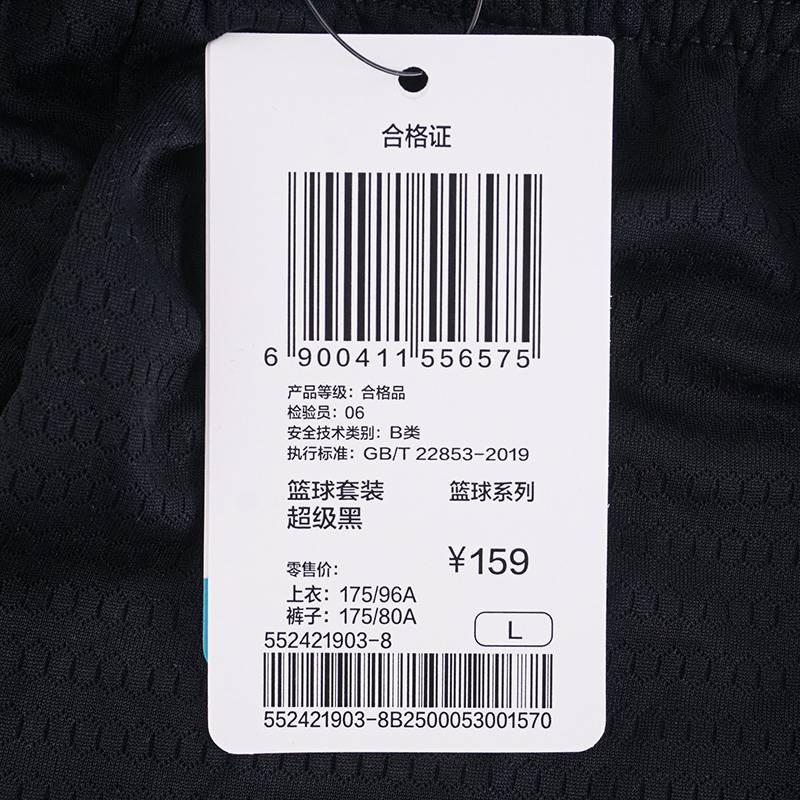 合格证
6 900411 556575
产品等级：合格品
检验员：06
安全技术类别：B类
执行标准：GB/T 22853-2019
篮球套装 篮球系列
超级黑
零售价： ¥159
上衣：175/96A
裤子：175/80A
L
552421903-8
552421903-8B2500053001570